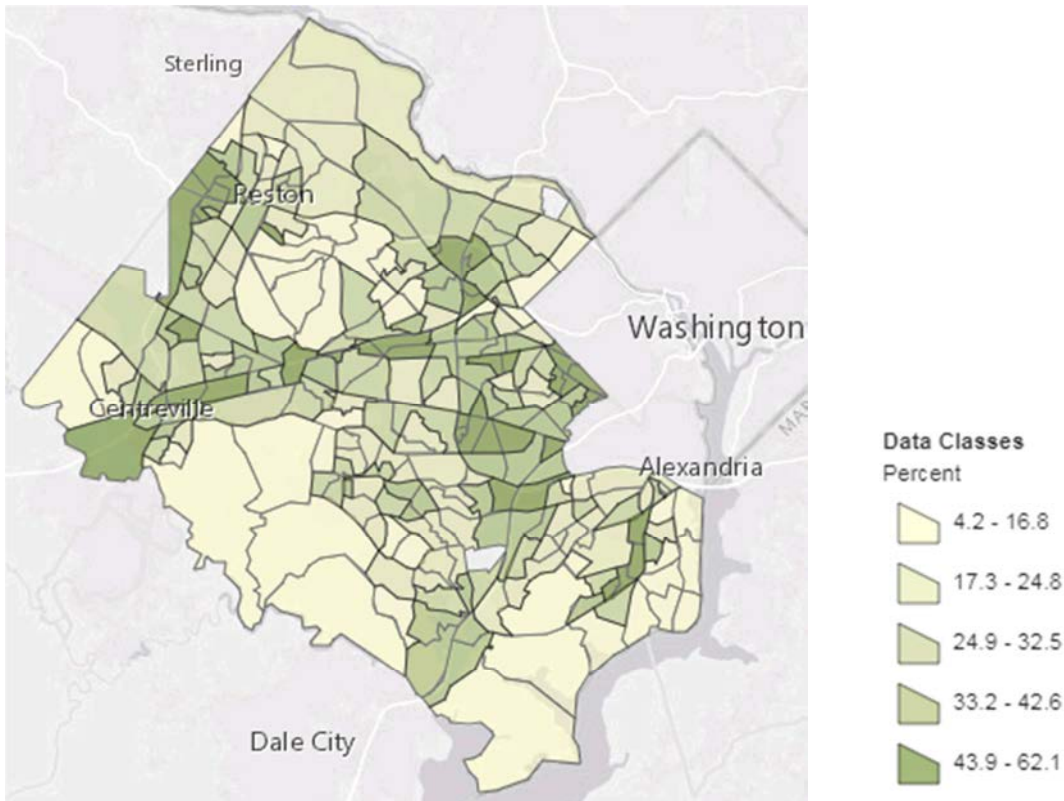 Sterling
Reston
Washington
Centreville
MAR
Alexandria
Dale City
Data Classes
Percent
4.2 - 16.8
17.3 - 24.8
24.9 - 32.5
33.2 - 42.6
43.9 - 62.1